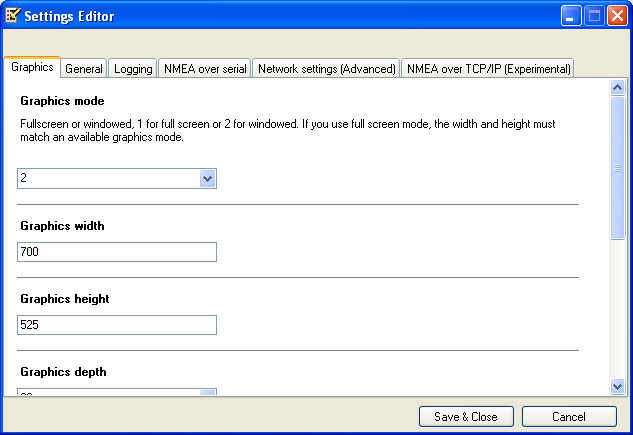 Settings Editor
Graphics General Logging NMEA over serial Network settings (Advanced) NMEA over TCP/IP (Experimental)
Graphics mode
Fullscreen or windowed, 1 for full screen or 2 for windowed. If you use full screen mode, the width and height must
match an available graphics mode.
2
Graphics width
700
Graphics height
525
Graphics depth
Save & Close Cancel